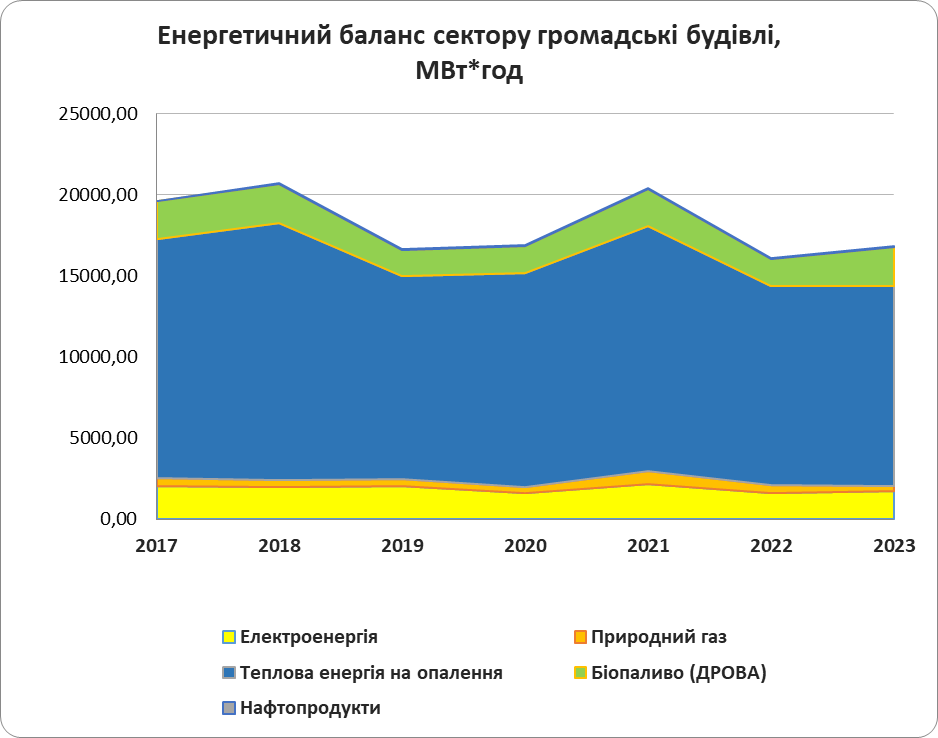 Енергетичний баланс сектору громадські будівлі,
МВт*год
25000,00
20000,00
15000,00
10000,00
5000,00
0,00
2017 2018 2019 2020 2021 2022 2023
Електроенергія Природний газ
Теплова енергія на опалення Біопаливо (ДРОВА)
Нафтопродукти